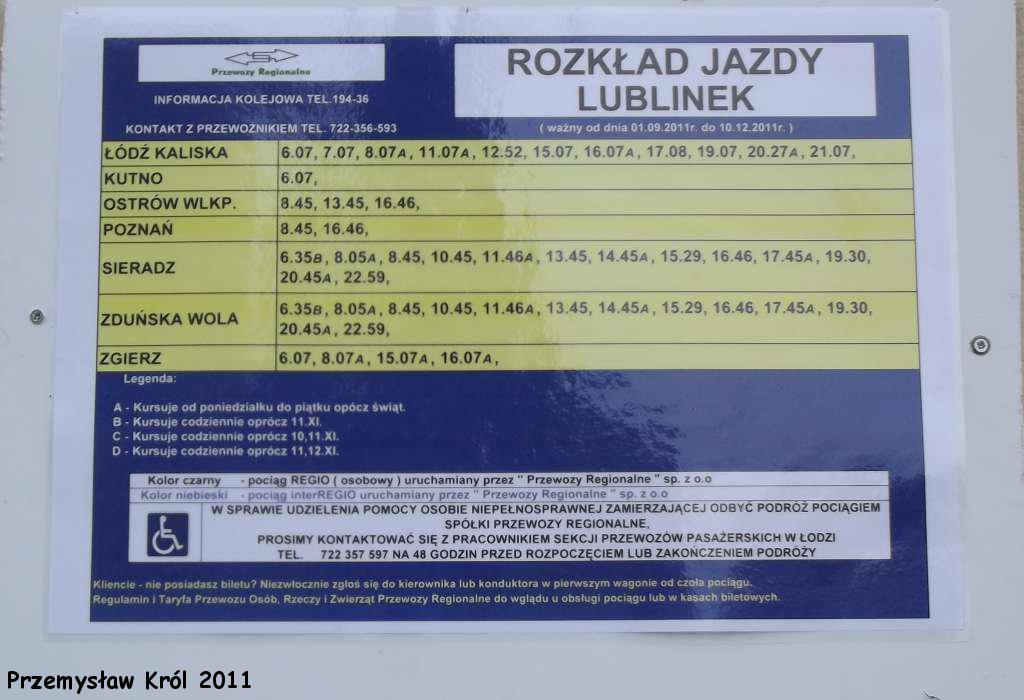 Przewozy Regionalne
INFORMACJA KOLEJOWA TEL.194-36
KONTAKT Z PRZEWOŹNIKIEM TEL. 722-356-593
ROZKŁAD JAZDY
LUBLINEK
( ważny od dnia 01.09.2011r. do 10.12.2011r. )
ŁÓDŹ KALISKA 6.07, 7.07, 8.07A, 11.07A, 12.52, 15.07, 16.07A, 17.08, 19.07, 20.27A, 21.07,
KUTNO 6.07,
OSTRÓW WLKP. 8.45, 13.45, 16.46,
POZNAŃ 8.45, 16.46,
SIERADZ 6.35B, 8.05A, 8.45, 10.45, 11.46A, 13.45, 14.45A, 15.29, 16.46, 17.45A, 19.30,
20.45A, 22.59,
ZDUŃSKA WOLA 6.35B, 8.05A, 8.45, 10.45, 11.46A, 13.45, 14.45A, 15.29, 16.46, 17.45A, 19.30,
20.45A, 22.59,
ZGIERZ 6.07, 8.07A, 15.07A, 16.07A,
Legenda:
A - Kursuje od poniedziałku do piątku opócz świąt.
B - Kursuje codziennie oprócz 11.XI.
C - Kursuje codziennie oprócz 10,11.XI.
D - Kursuje codziennie oprócz 11,12.XI.
Kolor czarny - pociąg REGIO ( osobowy ) uruchamiany przez " Przewozy Regionalne " sp. z o.o
Kolor niebieski - pociąg interREGIO uruchamiany przez " Przewozy Regionalne " sp. z o.o
W SPRAWIE UDZIELENIA POMOCY OSOBIE NIEPEŁNOSPRAWNEJ ZAMIERZAJĄCEJ ODBYĆ PODRÓŻ POCIĄGIEM
SPÓŁKI PRZEWOZY REGIONALNE,
PROSIMY KONTAKTOWAĆ SIĘ Z PRACOWNIKIEM SEKCJI PRZEWOZÓW PASAŻERSKICH W ŁODZI
TEL. 722 357 597 NA 48 GODZIN PRZED ROZPOCZĘCIEM LUB ZAKOŃCZENIEM PODRÓŻY
Kliencie - nie posiadasz biletu? Niezwłocznie zgłoś się do kierownika lub konduktora w pierwszym wagonie od czoła pociągu.
Regulamin i Taryfa Przewozu Osób, Rzeczy i Zwierząt Przewozy Regionalne do wglądu u obsługi pociągu lub w kasach biletowych.
Przemysław Król 2011